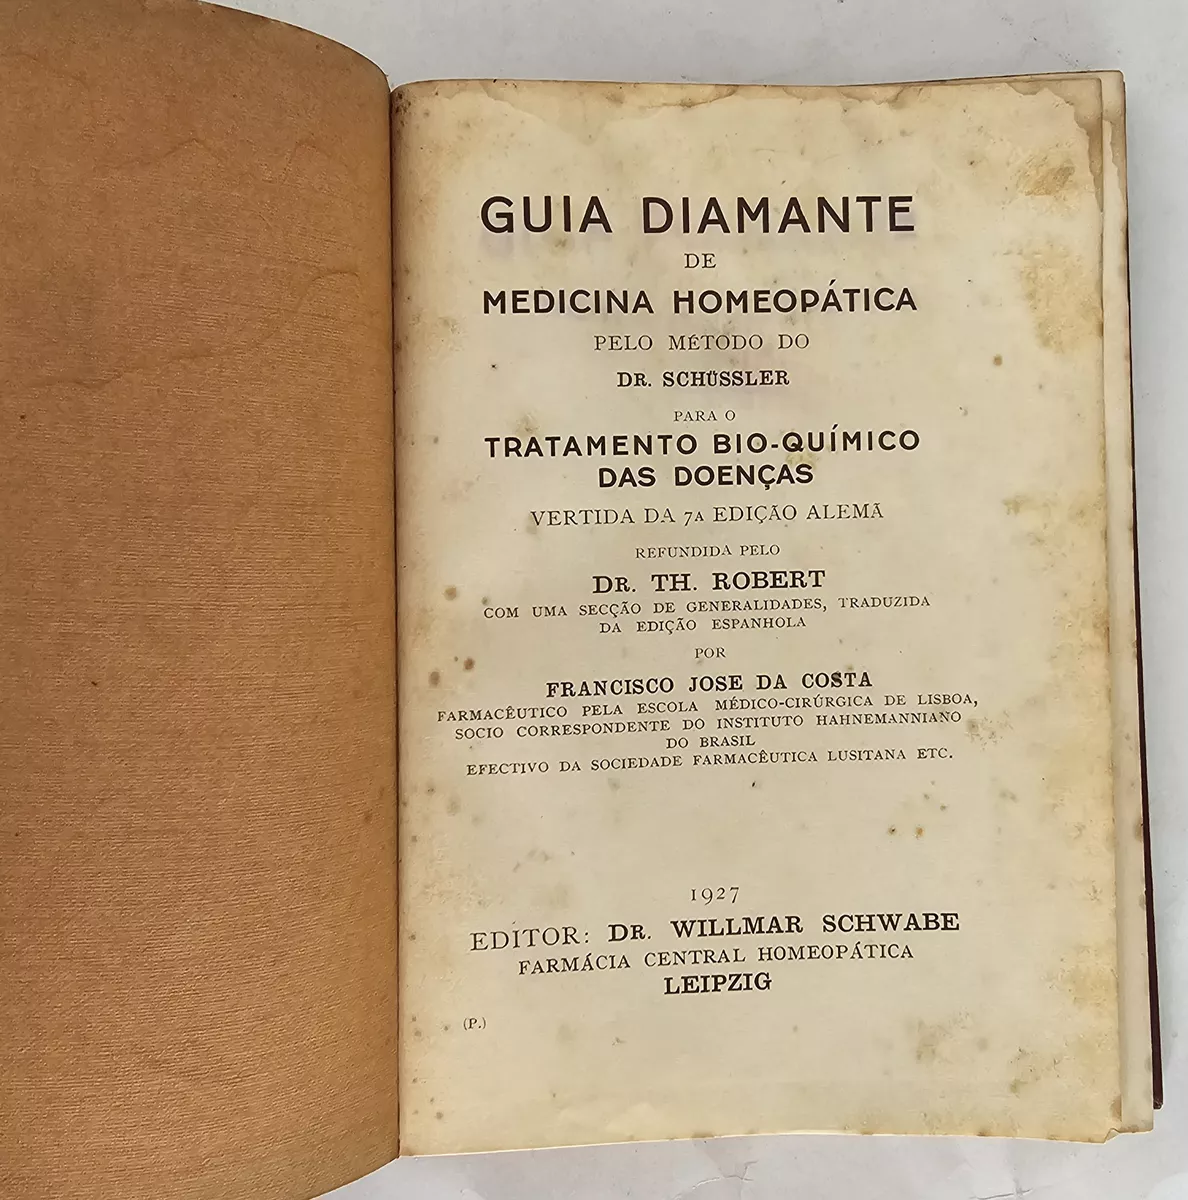 GUIA DIAMANTE
DE
MEDICINA HOMEOPÁTICA
PELO MÉTODO DO
DR. SCHÜSSLER
PARA O
TRATAMENTO BIO-QUÍMICO
DAS DOENÇAS
VERTIDA DA 7A EDIÇÃO ALEMÃ
REFUNDIDA PELO
DR. TH. ROBERT
COM UMA SECÇÃO DE GENERALIDADES, TRADUZIDA
DA EDIÇÃO ESPANHOLA
POR
FRANCISCO JOSE DA COSTA
FARMACÊUTICO PELA ESCOLA MÉDICO-CIRÚRGICA DE LISBOA,
SOCIO CORRESPONDENTE DO INSTITUTO HAHNEMANNIANO
DO BRASIL
EFECTIVO DA SOCIEDADE FARMACÊUTICA LUSITANA ETC.
1927
EDITOR: DR. WILLMAR SCHWABE
FARMÁCIA CENTRAL HOMEOPÁTICA
LEIPZIG
(P.)